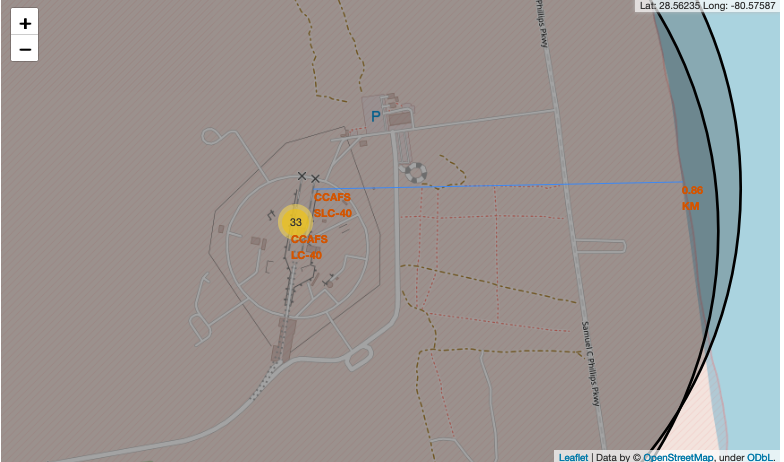 +
−
Lat: 28.56235 Long: -80.57587
Phillips Pkwy
P
CCAFS
SLC-40
0.86
KM
33
CCAFS
LC-40
Samuel C Phillips Pkwy
Leaflet | Data by © OpenStreetMap, under ODbL.